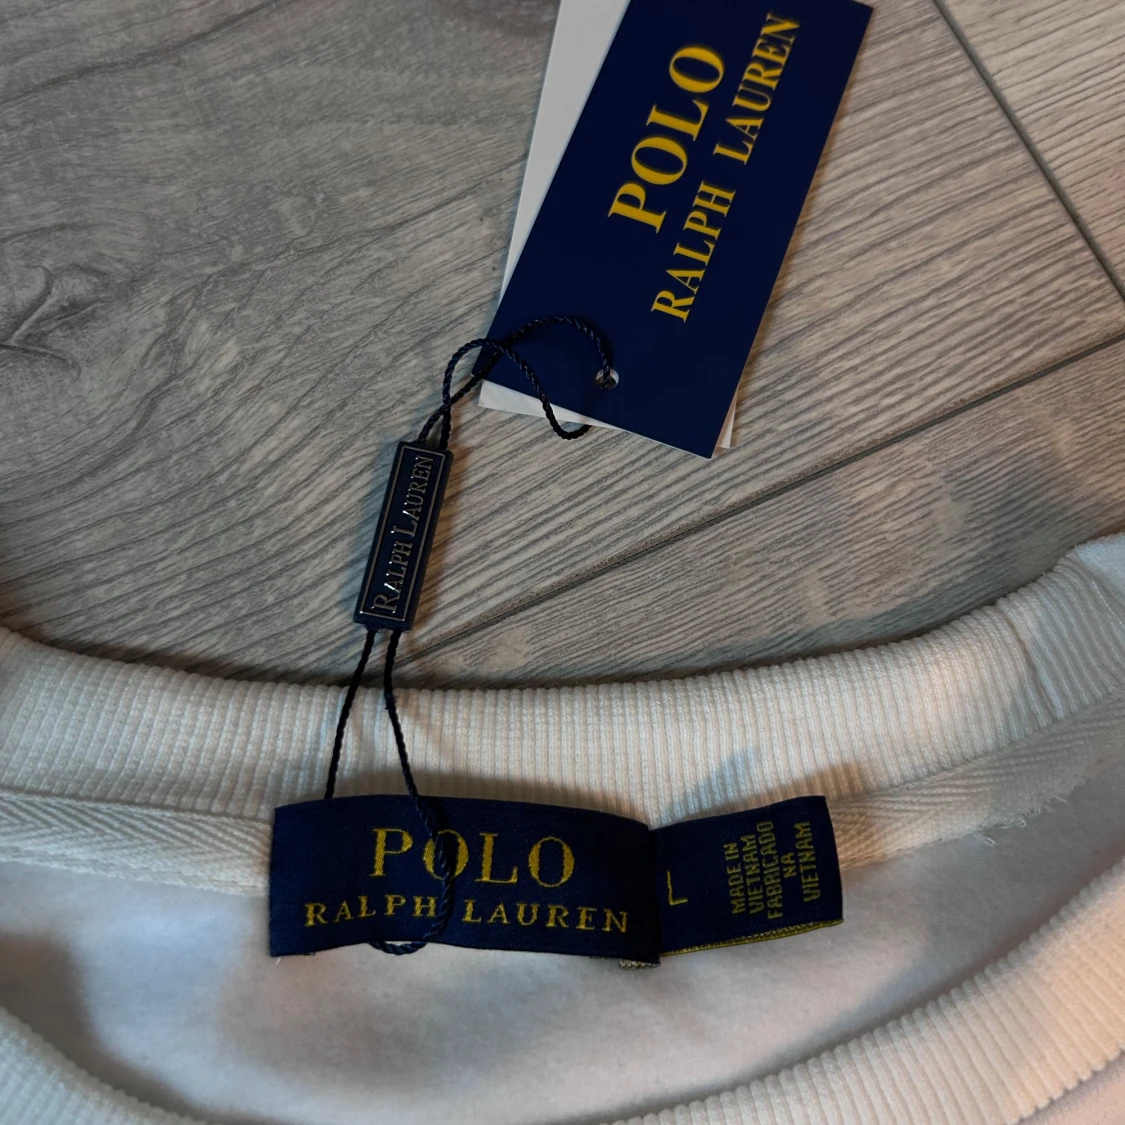 POLO
RALPH LAUREN
RALPH LAUREN
POLO
RALPH LAUREN
L
MADE IN
VIETNAM
FABRICADO
NA
VIETNAM